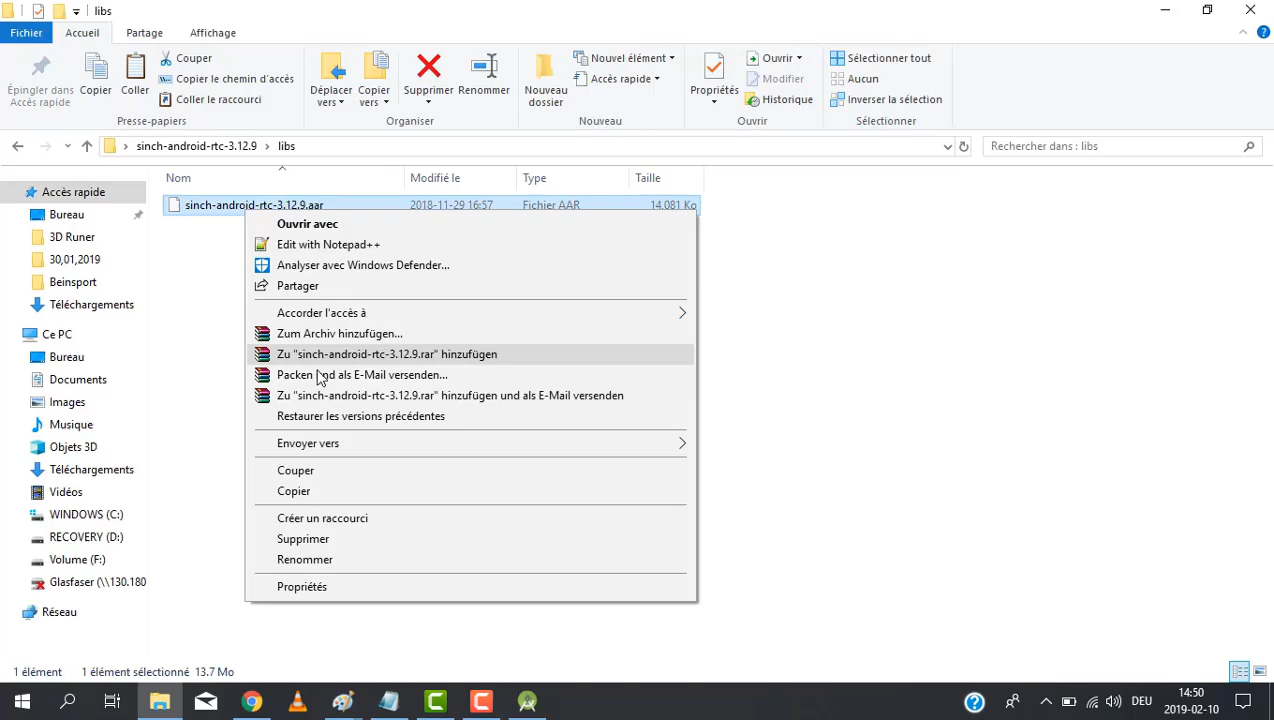 libs
Fichier Accueil Partage Affichage
Épingler dans Accès rapide
Copier
Coller
Couper
Copier le chemin d'accès
Coller le raccourci
Presse-papiers
Déplacer vers
Copier vers
Supprimer
Renommer
Organiser
Nouveau dossier
Nouvel élément
Accès rapide
Nouveau
Propriétés
Ouvrir
Modifier
Historique
Ouvrir
Sélectionner tout
Aucun
Inverser la sélection
Sélectionner
sinch-android-rtc-3.12.9 libs
Rechercher dans : libs
Nom Modifié le Type Taille
sinch-android-rtc-3.12.9.aar 2018-11-29 16:57 Fichier AAR 14.081 Ko
Accès rapide
Bureau
3D Runer
30,01,2019
Beinsport
Téléchargements
Ce PC
Bureau
Documents
Images
Musique
Objets 3D
Téléchargements
Vidéos
WINDOWS (C:)
RECOVERY (D:)
Volume (F:)
Glasfaser (\\130.180
Réseau
Ouvrir avec
Edit with Notepad++
Analyser avec Windows Defender...
Partager
Accorder l'accès à
Zum Archiv hinzufügen...
Zu "sinch-android-rtc-3.12.9.rar" hinzufügen
Packen und als E-Mail versenden...
Zu "sinch-android-rtc-3.12.9.rar" hinzufügen und als E-Mail versenden
Restaurer les versions précédentes
Envoyer vers
Couper
Copier
Créer un raccourci
Supprimer
Renommer
Propriétés
1 élément 1 élément sélectionné 13.7 Mo
DEU
14:50
2019-02-10